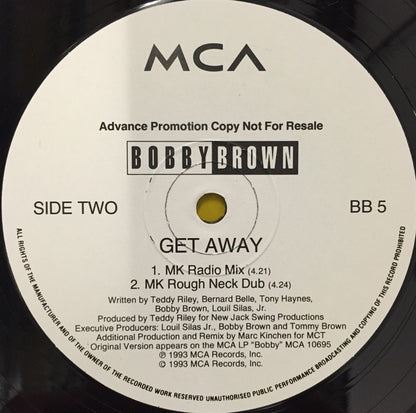 MCA
Advance Promotion Copy Not For Resale
BOBBY BROWN
SIDE TWO
BB 5
GET AWAY
1. MK Radio Mix (4.21)
2. MK Rough Neck Dub (4.24)
Written by Teddy Riley, Bernard Belle, Tony Haynes,
Bobby Brown, Louil Silas, Jr.
Produced by Teddy Riley for New Jack Swing Productions
Executive Producers: Louil Silas Jr., Bobby Brown and Tommy Brown
Additional Production and Remix by Marc Kinchen for MCT
Original Version appears on the MCA LP "Bobby" MCA 10695
℗ 1993 MCA Records, Inc.
© 1993 MCA Records, Inc.
ALL RIGHTS OF THE MANUFACTURER AND OF THE OWNER OF THE RECORDED WORK RESERVED UNAUTHORISED PUBLIC PERFORMANCE BROADCASTING AND COPYING OF THIS RECORD PROHIBITED